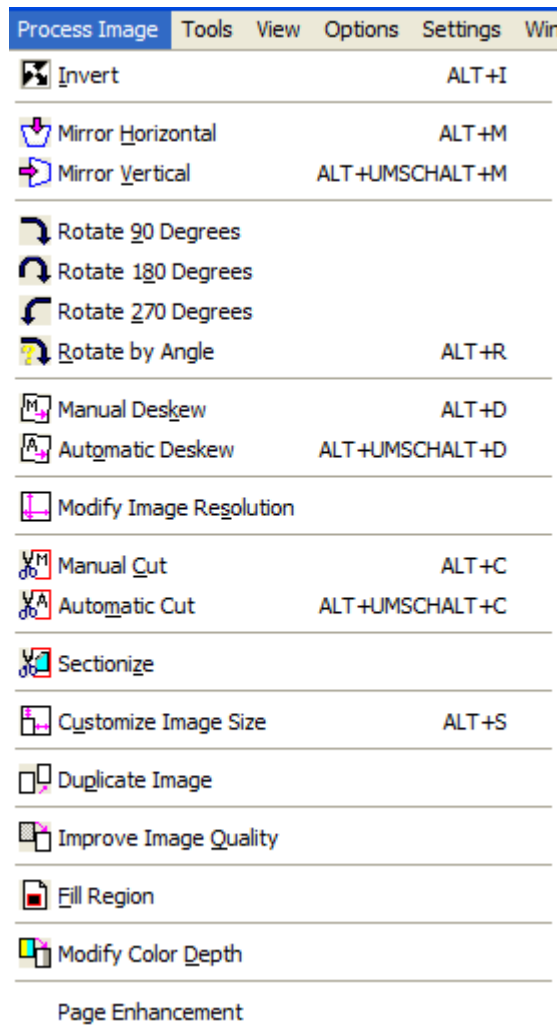 Process Image Tools View Options Settings Win
Invert ALT+I
Mirror Horizontal ALT+M
Mirror Vertical ALT+UMSCHALT+M
Rotate 90 Degrees
Rotate 180 Degrees
Rotate 270 Degrees
Rotate by Angle ALT+R
Manual Deskew ALT+D
Automatic Deskew ALT+UMSCHALT+D
Modify Image Resolution
Manual Cut ALT+C
Automatic Cut ALT+UMSCHALT+C
Sectionize
Customize Image Size ALT+S
Duplicate Image
Improve Image Quality
Fill Region
Modify Color Depth
Page Enhancement